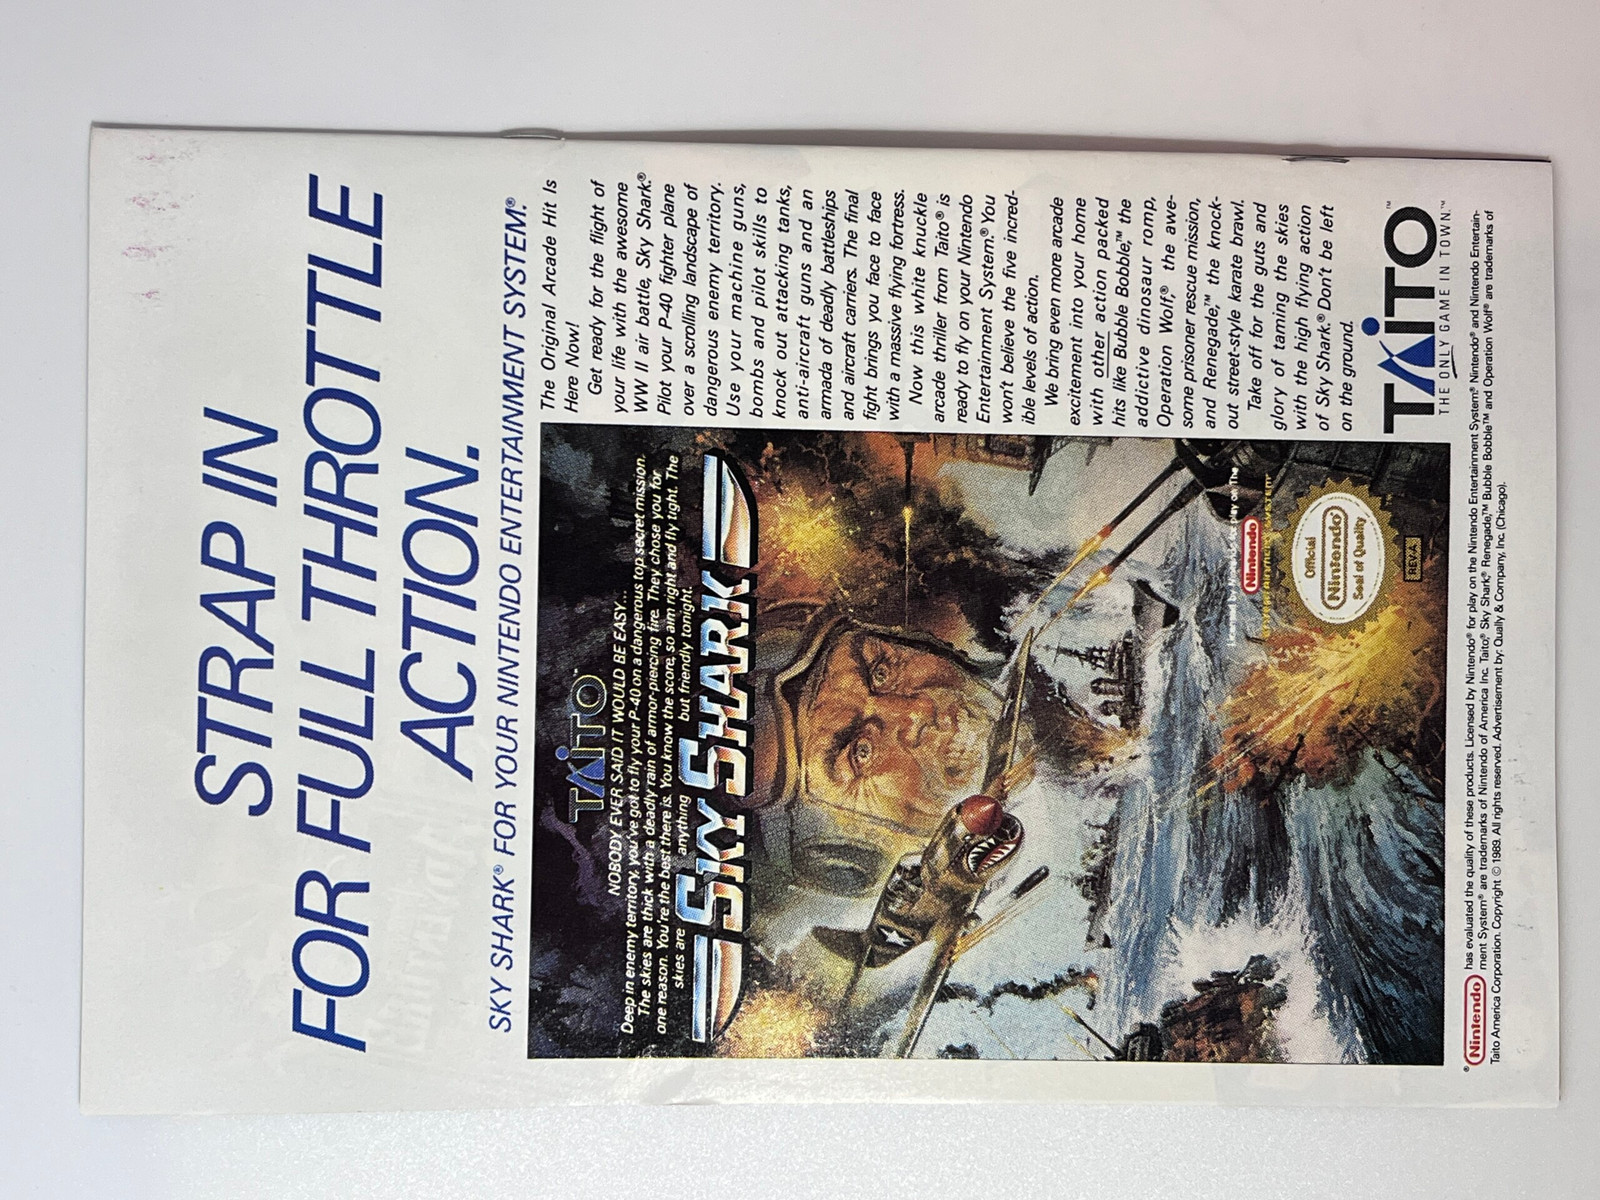 STRAP IN
FOR FULL THROTTLE
ACTION.
SKY SHARK® FOR YOUR NINTENDO ENTERTAINMENT SYSTEM®.
TAITO
NOBODY EVER SAID IT WOULD BE EASY...
Deep in enemy territory, you've got to fly your P-40 on a dangerous top secret mission.
The skies are thick with a deadly rain of armor-piercing fire. They chose you for
one reason. You're the best there is. You know the score, so aim right and fly tight. The
skies are anything but friendly tonight.
SKY SHARK
play on The
Nintendo
ENTERTAINMENT SYSTEM
Official
Nintendo
Seal of Quality
REV-A
The Original Arcade Hit Is
Here Now!
Get ready for the flight of
your life with the awesome
WW II air battle, Sky Shark®
Pilot your P-40 fighter plane
over a scrolling landscape of
dangerous enemy territory.
Use your machine guns,
bombs and pilot skills to
knock out attacking tanks,
anti-aircraft guns and an
armada of deadly battleships
and aircraft carriers. The final
fight brings you face to face
with a massive flying fortress.
Now this white knuckle
arcade thriller from Taito® is
ready to fly on your Nintendo
Entertainment System.® You
won't believe the five incred-
ible levels of action.
We bring even more arcade
excitement into your home
with other action packed
hits like Bubble Bobble,™ the
addictive dinosaur romp,
Operation Wolf,® the awe-
some prisoner rescue mission,
and Renegade,™ the knock-
out street-style karate brawl.
Take off for the guts and
glory of taming the skies
with the high flying action
of Sky Shark® Don't be left
on the ground.
TAITO™
THE ONLY GAME IN TOWN.™
Nintendo® has evaluated the quality of these products. Licensed by Nintendo® for play on the Nintendo Entertainment System® Nintendo® and Nintendo Entertain-
ment System® are trademarks of Nintendo of America Inc. Taito,® Sky Shark,® Renegade,™ Bubble Bobble™ and Operation Wolf® are trademarks of
Taito America Corporation. Copyright © 1989. All rights reserved. Advertisement by: Qually & Company, Inc. (Chicago).